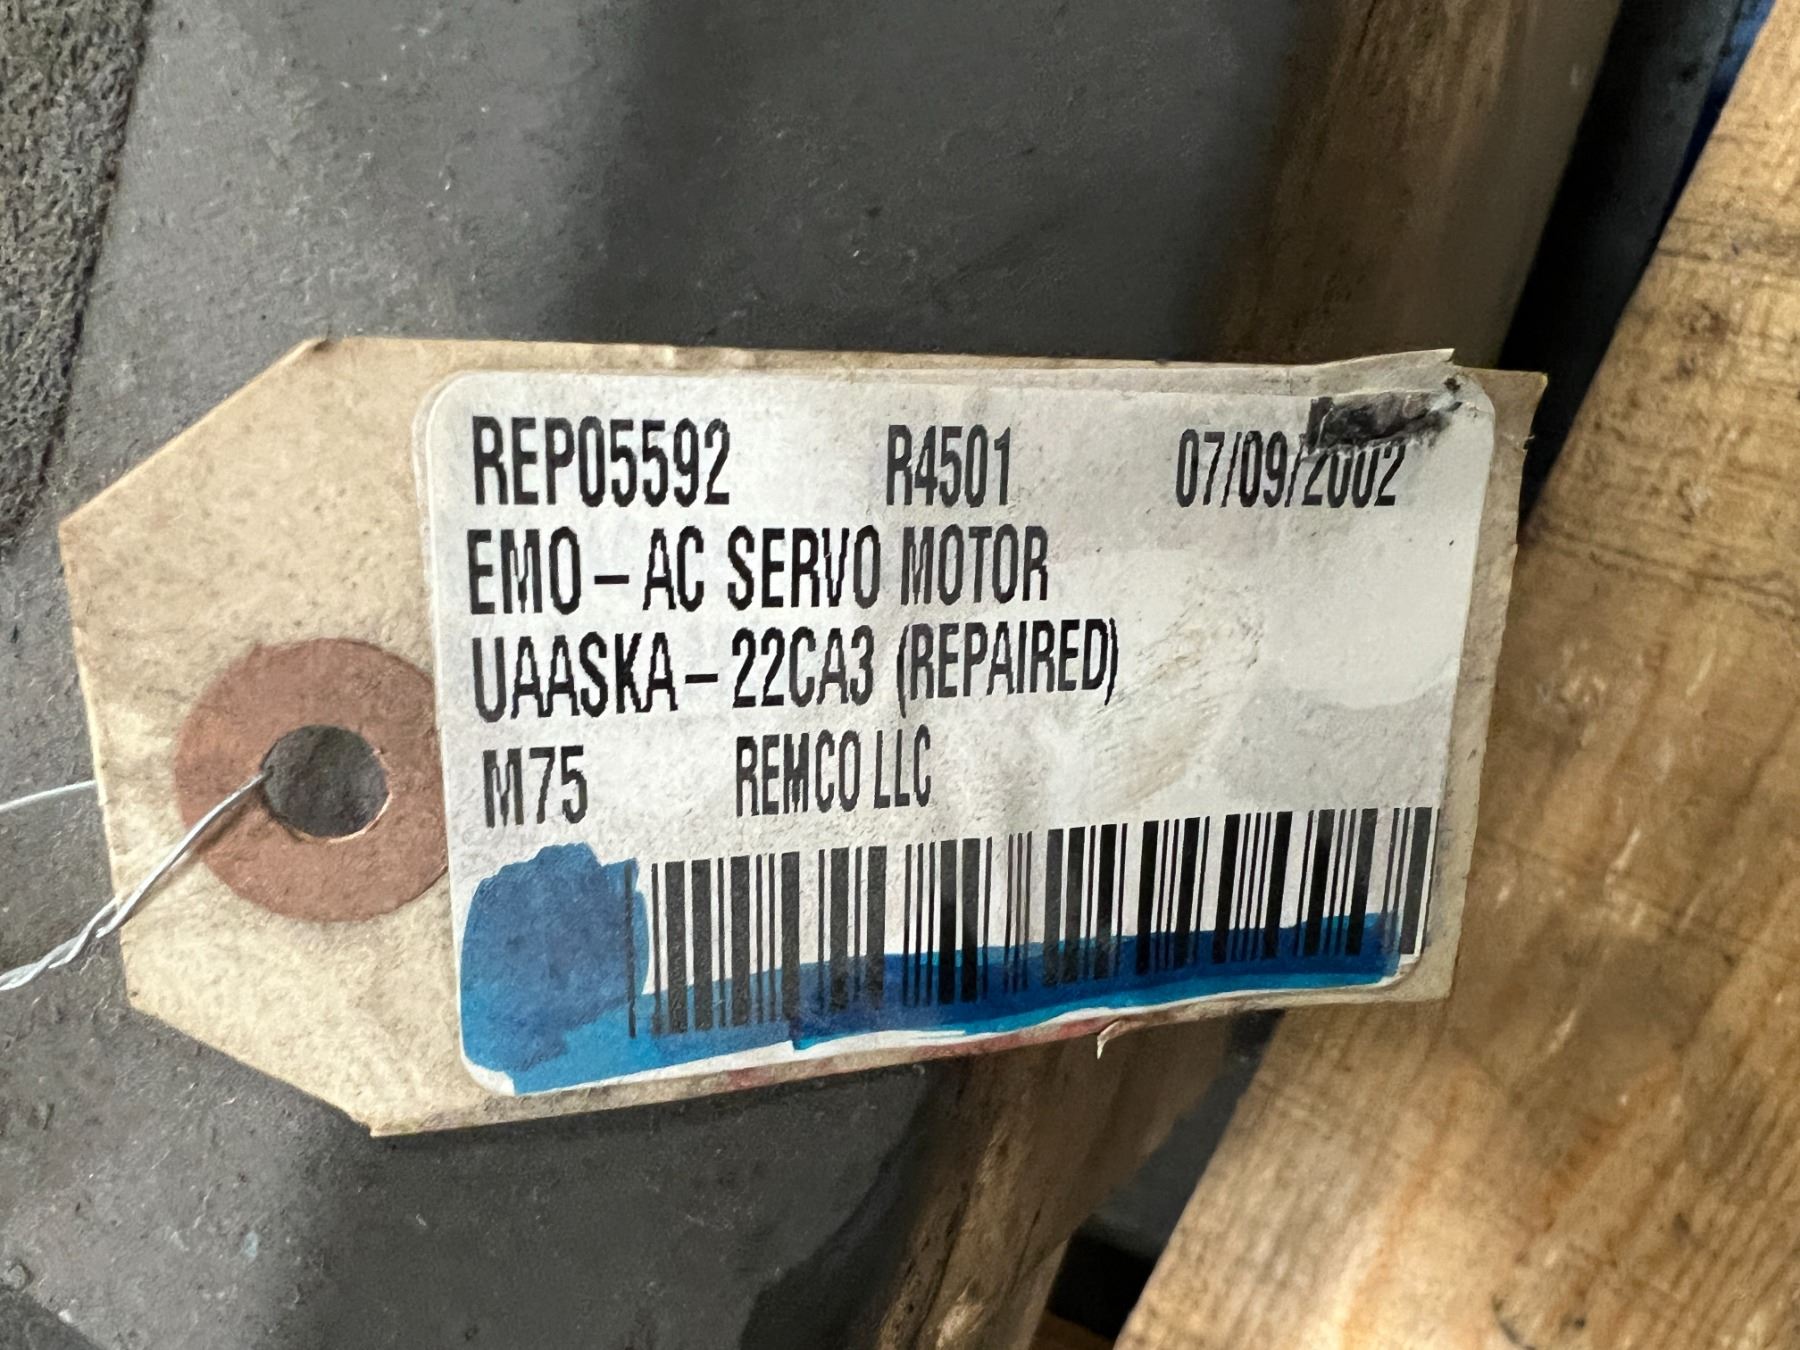 REP05592 R4501 07/09/2002
EMO-AC SERVO MOTOR
UAASKA-22CA3 (REPAIRED)
M75 REMCO LLC